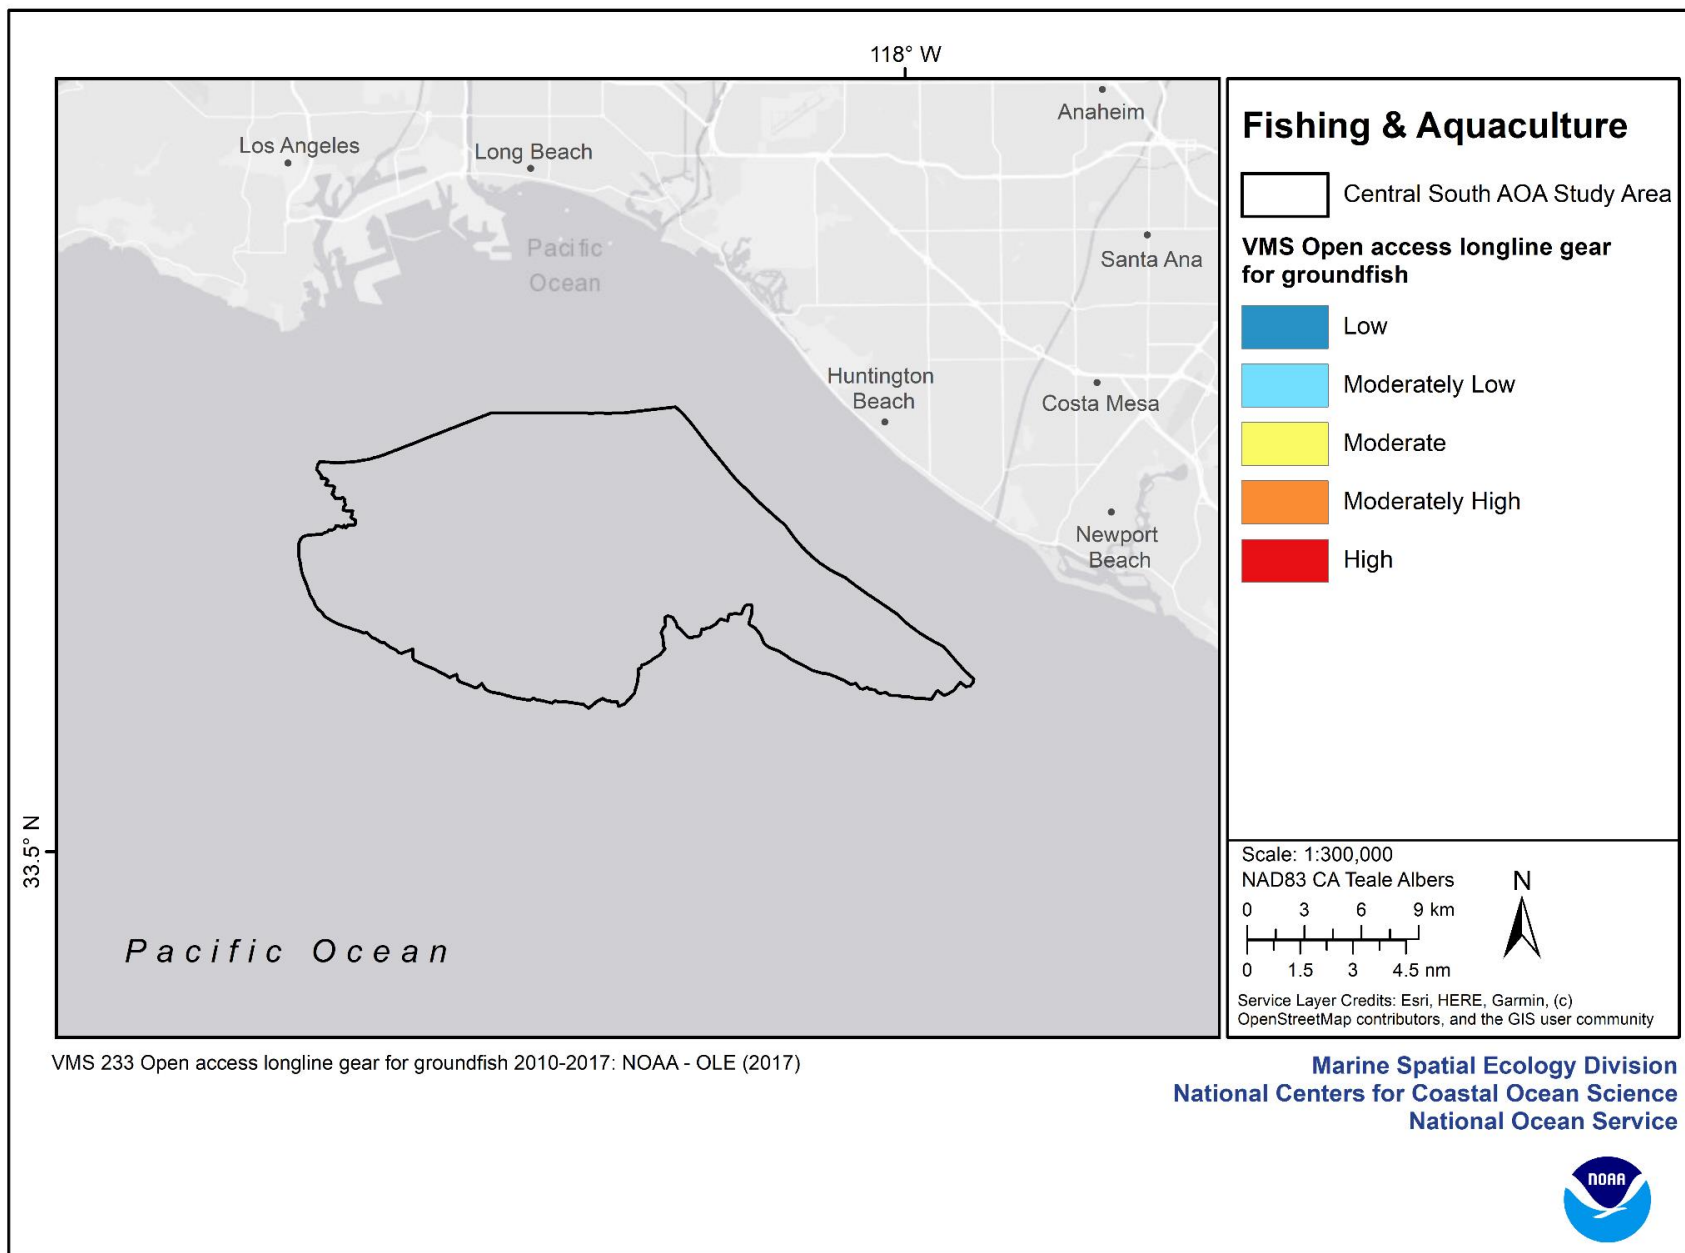 118° W
Anaheim
Los Angeles
Long Beach
Pacific
Ocean
Santa Ana
Huntington
Beach
Costa Mesa
Newport
Beach
33.5° N
Pacific Ocean
Fishing & Aquaculture
Central South AOA Study Area
VMS Open access longline gear
for groundfish
Low
Moderately Low
Moderate
Moderately High
High
Scale: 1:300,000
NAD83 CA Teale Albers
0 3 6 9 km
0 1.5 3 4.5 nm
N
Service Layer Credits: Esri, HERE, Garmin, (c)
OpenStreetMap contributors, and the GIS user community
VMS 233 Open access longline gear for groundfish 2010-2017: NOAA - OLE (2017)
Marine Spatial Ecology Division
National Centers for Coastal Ocean Science
National Ocean Service
NOAA